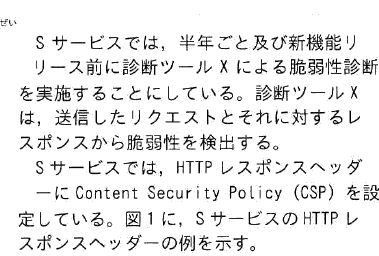 ぜい
Sサービスでは，半年ごと及び新機能リ
リース前に診断ツールXによる脆弱性診断
を実施することにしている。診断ツールX
は，送信したリクエストとそれに対するレ
スポンスから脆弱性を検出する。
Sサービスでは，HTTPレスポンスヘッダ
ーにContent Security Policy（CSP）を設
定している。図1に，SサービスのHTTPレ
スポンスヘッダーの例を示す。